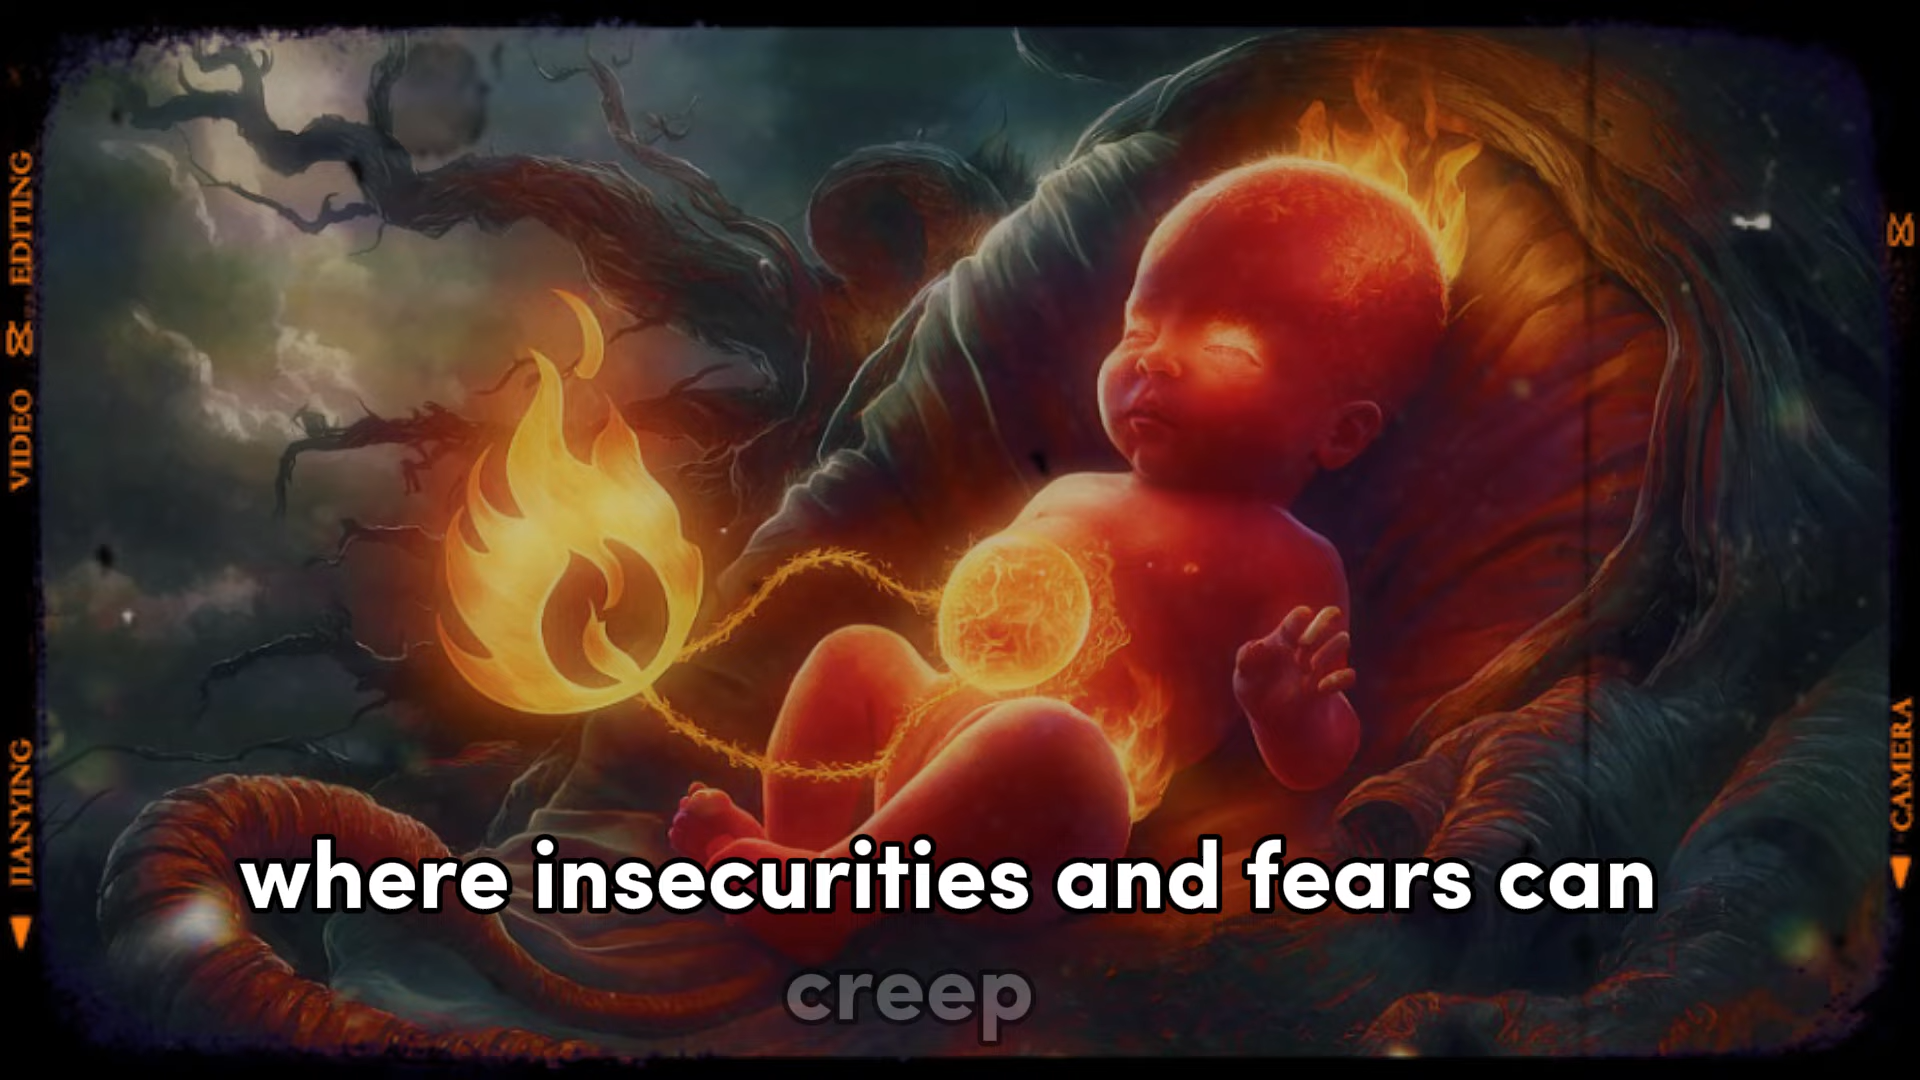 where insecurities and fears can
creep
VIDEO EDITING
JIANYING
CAMERA